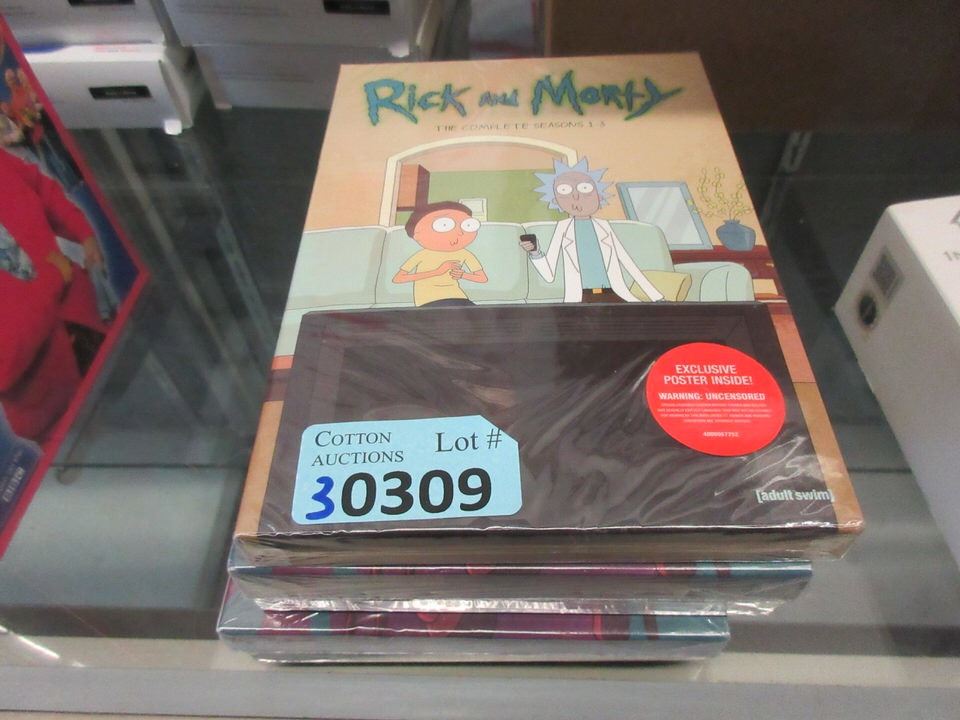 Rick and Morty
THE COMPLETE SEASONS 1-3
EXCLUSIVE
POSTER INSIDE!
WARNING: UNCENSORED
COTTON
AUCTIONS
Lot #
30309
[adult swim]